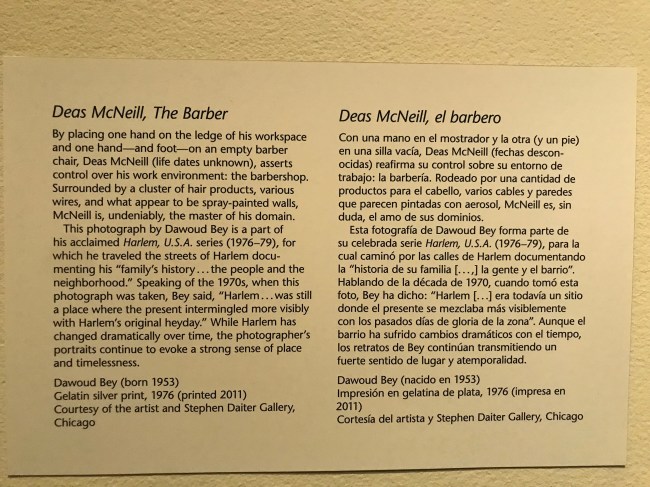 Deas McNeill, The Barber
By placing one hand on the ledge of his workspace
and one hand—and foot—on an empty barber
chair, Deas McNeill (life dates unknown), asserts
control over his work environment: the barbershop.
Surrounded by a cluster of hair products, various
wires, and what appear to be spray-painted walls,
McNeill is, undeniably, the master of his domain.
This photograph by Dawoud Bey is a part of
his acclaimed Harlem, U.S.A. series (1976–79), for
which he traveled the streets of Harlem docu-
menting his “family’s history...the people and the
neighborhood.” Speaking of the 1970s, when this
photograph was taken, Bey said, “Harlem...was still
a place where the present intermingled more visibly
with Harlem’s original heyday.” While Harlem has
changed dramatically over time, the photographer’s
portraits continue to evoke a strong sense of place
and timelessness.
Dawoud Bey (born 1953)
Gelatin silver print, 1976 (printed 2011)
Courtesy of the artist and Stephen Daiter Gallery,
Chicago
Deas McNeill, el barbero
Con una mano en el mostrador y la otra (y un pie)
en una silla vacía, Deas McNeill (fechas descon-
ocidas) reafirma su control sobre su entorno de
trabajo: la barbería. Rodeado por una cantidad de
productos para el cabello, varios cables y paredes
que parecen pintadas con aerosol, McNeill es, sin
duda, el amo de sus dominios.
Esta fotografía de Dawoud Bey forma parte de
su celebrada serie Harlem, U.S.A. (1976–79), para la
cual caminó por las calles de Harlem documentando
la “historia de su familia [...,] la gente y el barrio”.
Hablando de la década de 1970, cuando tomó esta
foto, Bey ha dicho: “Harlem [...] era todavía un sitio
donde el presente se mezclaba más visiblemente
con los pasados días de gloria de la zona”. Aunque el
barrio ha sufrido cambios dramáticos con el tiempo,
los retratos de Bey continúan transmitiendo un
fuerte sentido de lugar y atemporalidad.
Dawoud Bey (nacido en 1953)
Impresión en gelatina de plata, 1976 (impresa en
2011)
Cortesía del artista y Stephen Daiter Gallery, Chicago